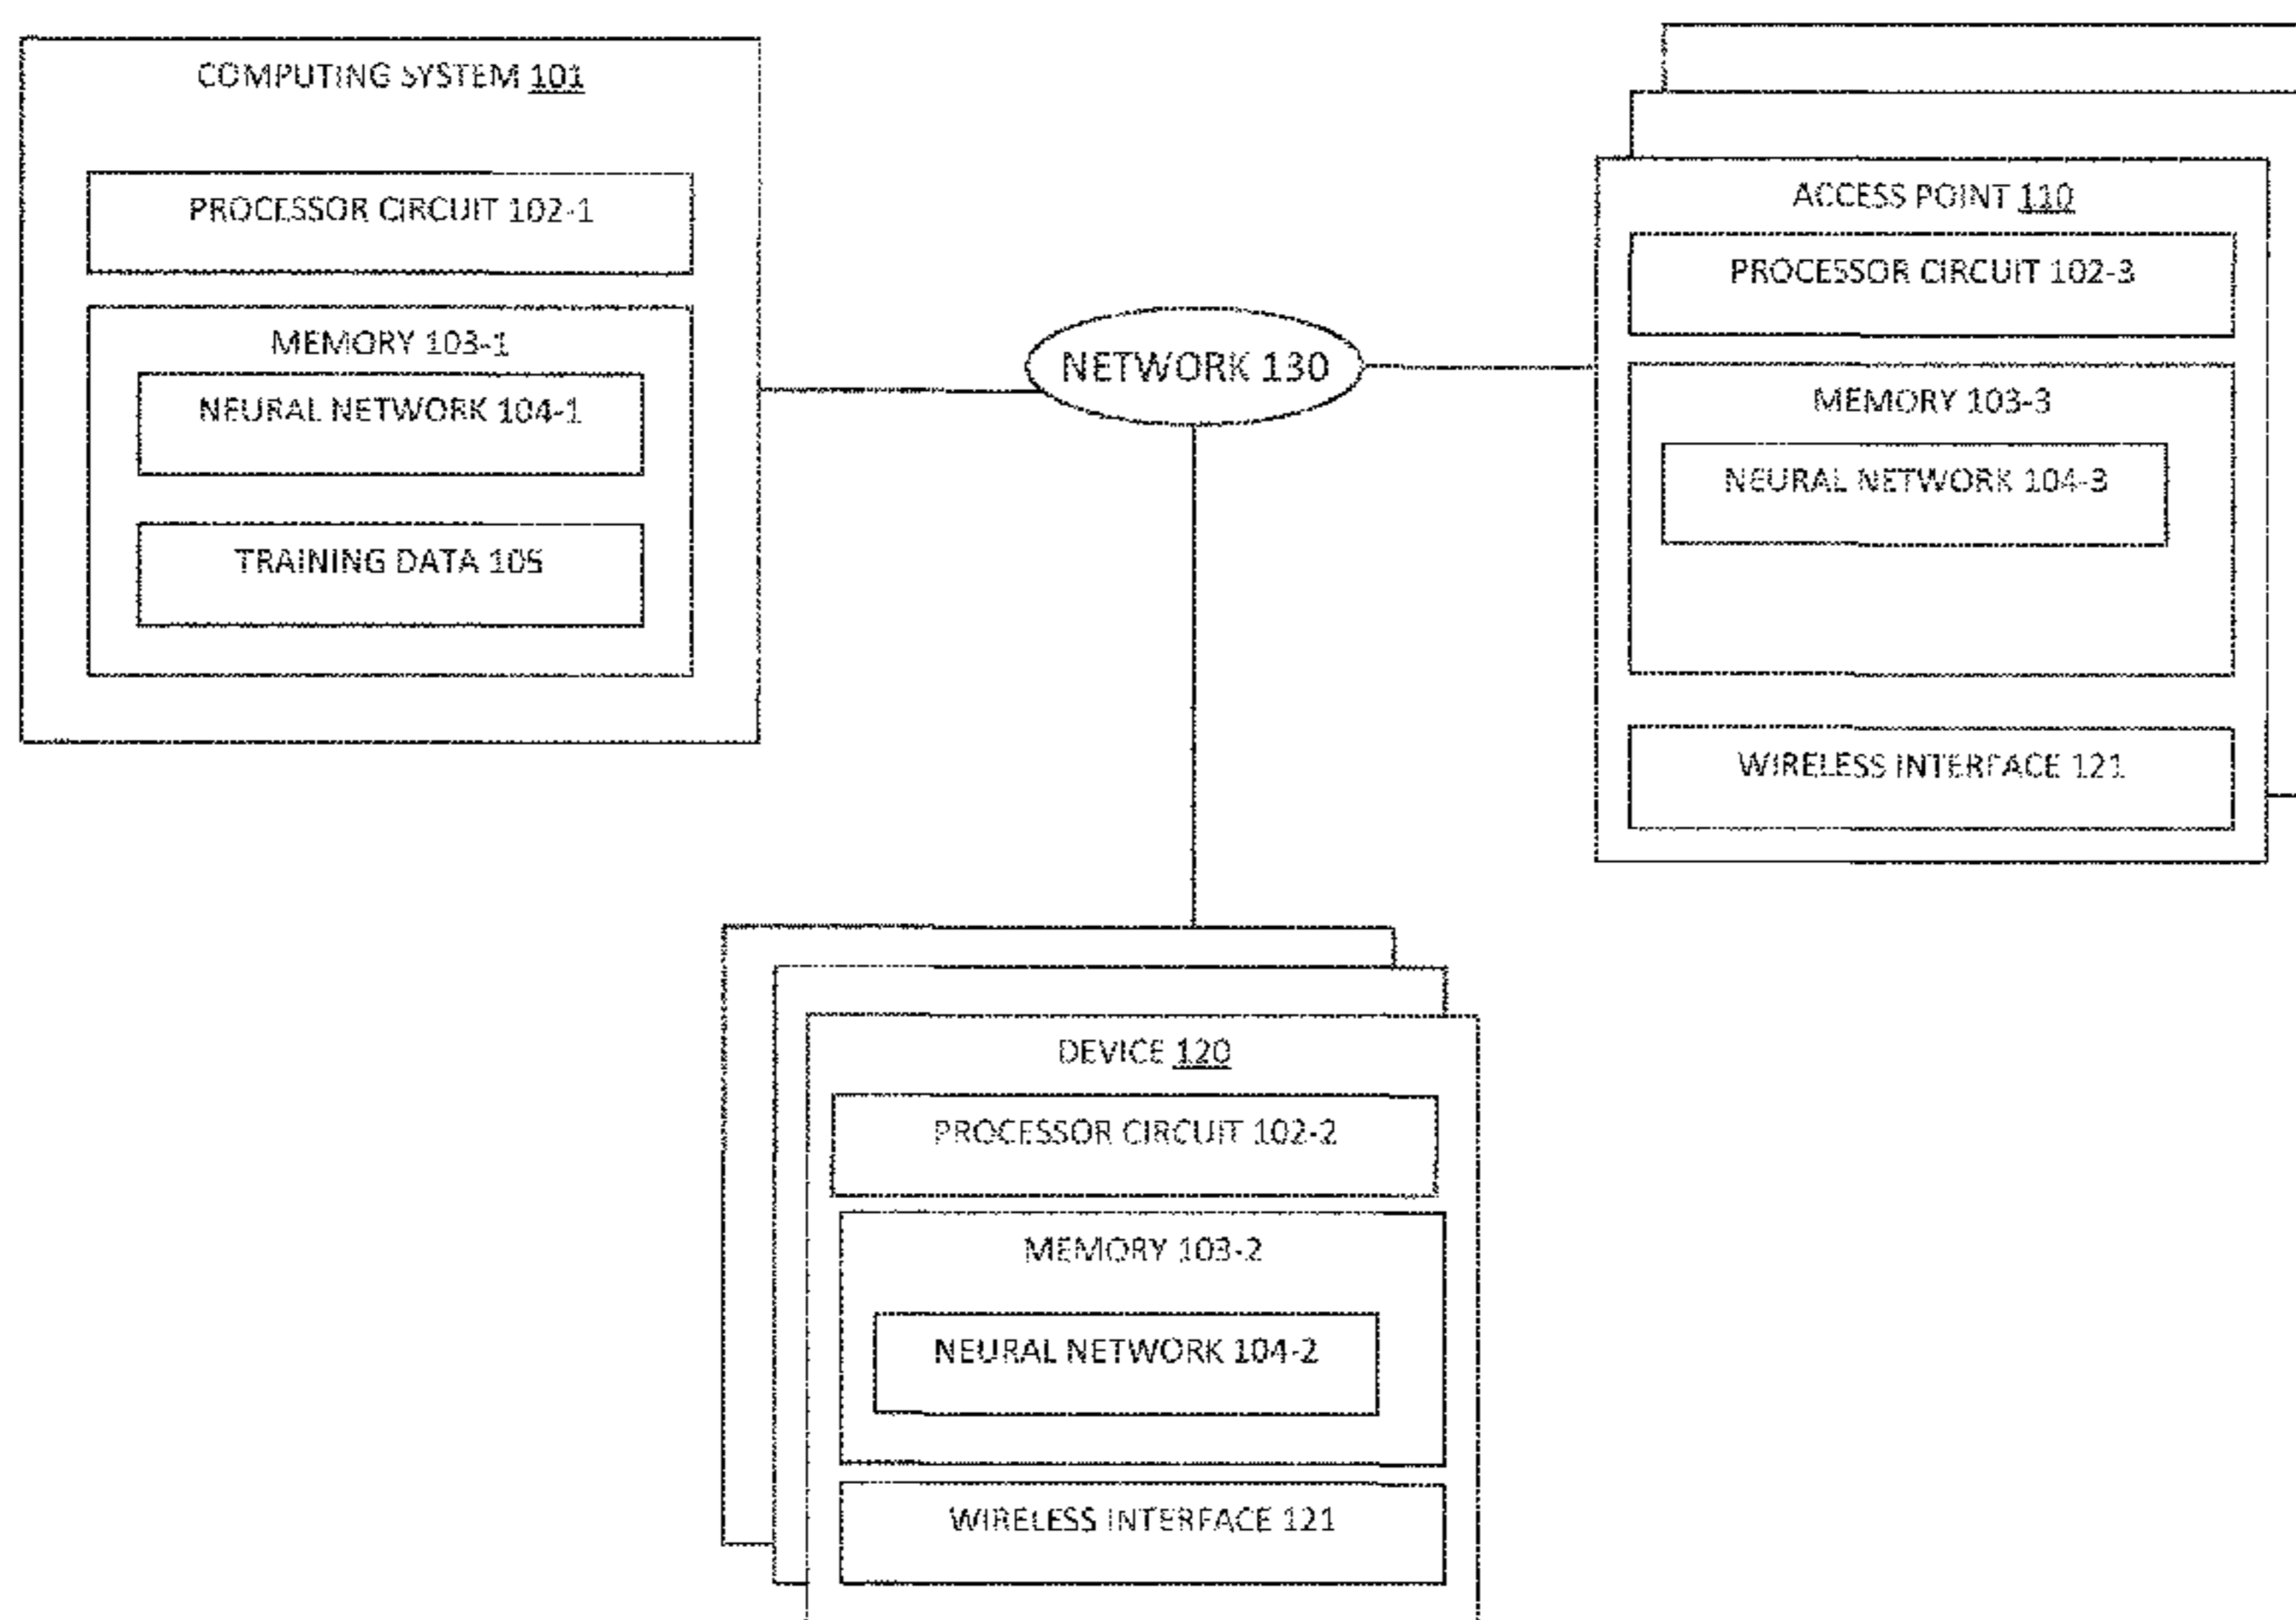 COMPUTING SYSTEM 101
PROCESSOR CIRCUIT 102-1
MEMORY 103-1
NEURAL NETWORK 104-1
TRAINING DATA 105
NETWORK 130
ACCESS POINT 110
PROCESSOR CIRCUIT 102-3
MEMORY 103-3
NEURAL NETWORK 104-3
WIRELESS INTERFACE 121
DEVICE 120
PROCESSOR CIRCUIT 102-2
MEMORY 103-2
NEURAL NETWORK 104-2
WIRELESS INTERFACE 121